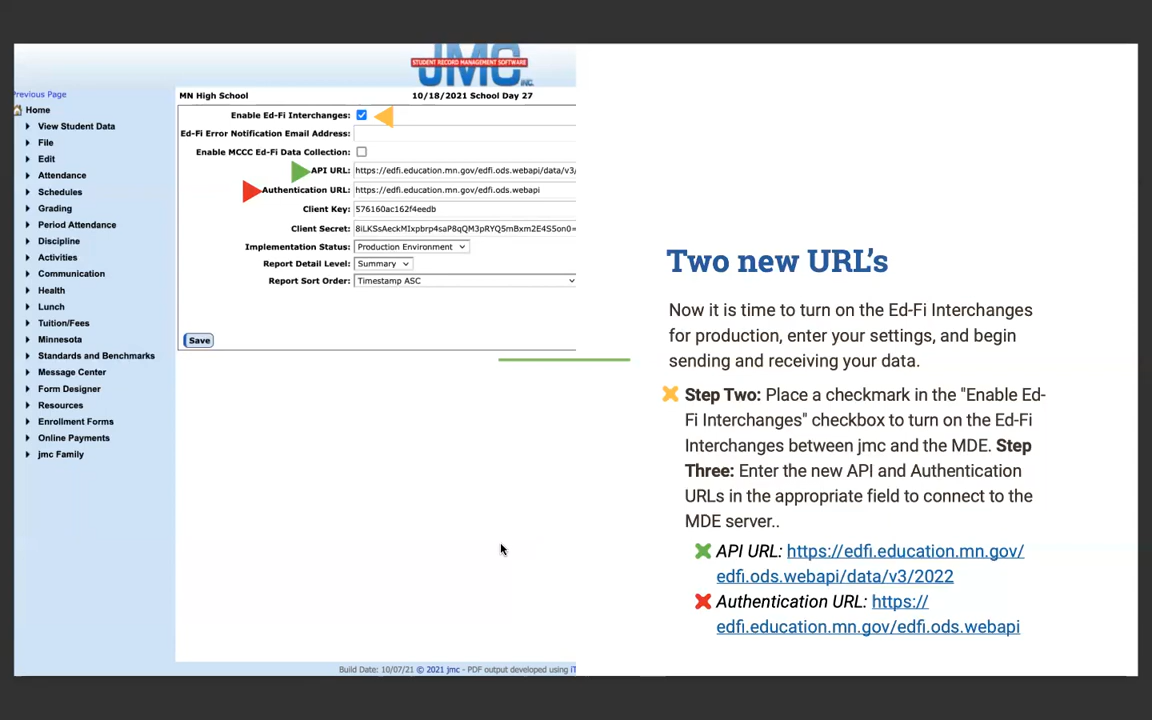 JMC INC.
STUDENT RECORD MANAGEMENT SOFTWARE
Previous Page
MN High School 10/18/2021 School Day 27
Home
View Student Data
File
Edit
Attendance
Schedules
Grading
Period Attendance
Discipline
Activities
Communication
Health
Lunch
Tuition/Fees
Minnesota
Standards and Benchmarks
Message Center
Form Designer
Resources
Enrollment Forms
Online Payments
jmc Family
Enable Ed-Fi Interchanges:
Ed-Fi Error Notification Email Address:
Enable MCCC Ed-Fi Data Collection:
API URL: https://edfi.education.mn.gov/edfi.ods.webapi/data/v3/
Authentication URL: https://edfi.education.mn.gov/edfi.ods.webapi
Client Key: 576160ac162f4eedb
Client Secret: 8iLKSsAeckMIxpbrp4saP8qQM3pRYQSmBxm2E4S5on0=
Implementation Status: Production Environment
Report Detail Level: Summary
Report Sort Order: Timestamp ASC
Save
Build Date: 10/07/21 © 2021 jmc - PDF output developed using iT
Two new URL’s
Now it is time to turn on the Ed-Fi Interchanges
for production, enter your settings, and begin
sending and receiving your data.
Step Two: Place a checkmark in the "Enable Ed-
Fi Interchanges" checkbox to turn on the Ed-Fi
Interchanges between jmc and the MDE. Step
Three: Enter the new API and Authentication
URLs in the appropriate field to connect to the
MDE server..
API URL: https://edfi.education.mn.gov/
edfi.ods.webapi/data/v3/2022
Authentication URL: https://
edfi.education.mn.gov/edfi.ods.webapi